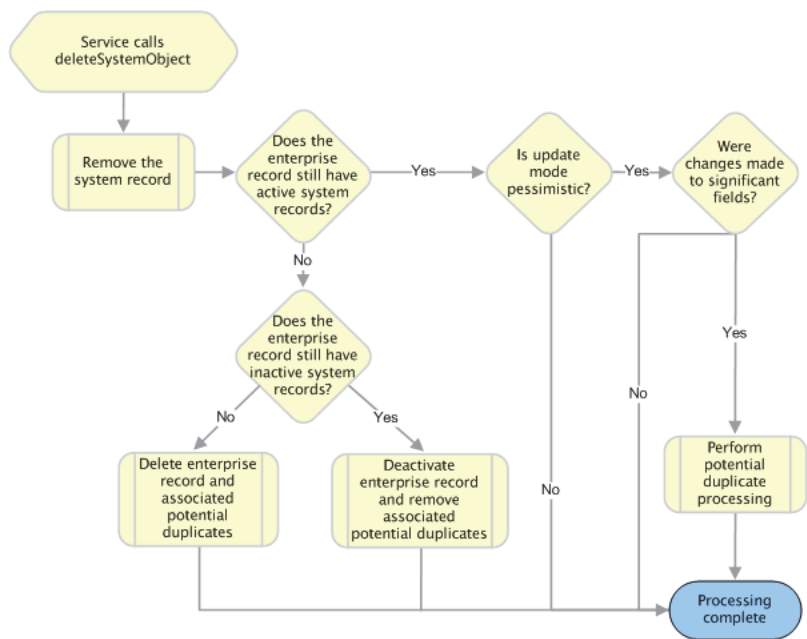 Service calls
deleteSystemObject
Remove the
system record
Does the
enterprise
record still have
active system
records?
Yes
Is update
mode
pessimistic?
Yes
Were
changes made
to significant
fields?
No
Does the
enterprise
record still have
inactive system
records?
No
Yes
Delete enterprise
record and
associated
potential
duplicates
Deactivate
enterprise record
and remove
associated
potential duplicates
No
No
Yes
Perform
potential
duplicate
processing
Processing
complete